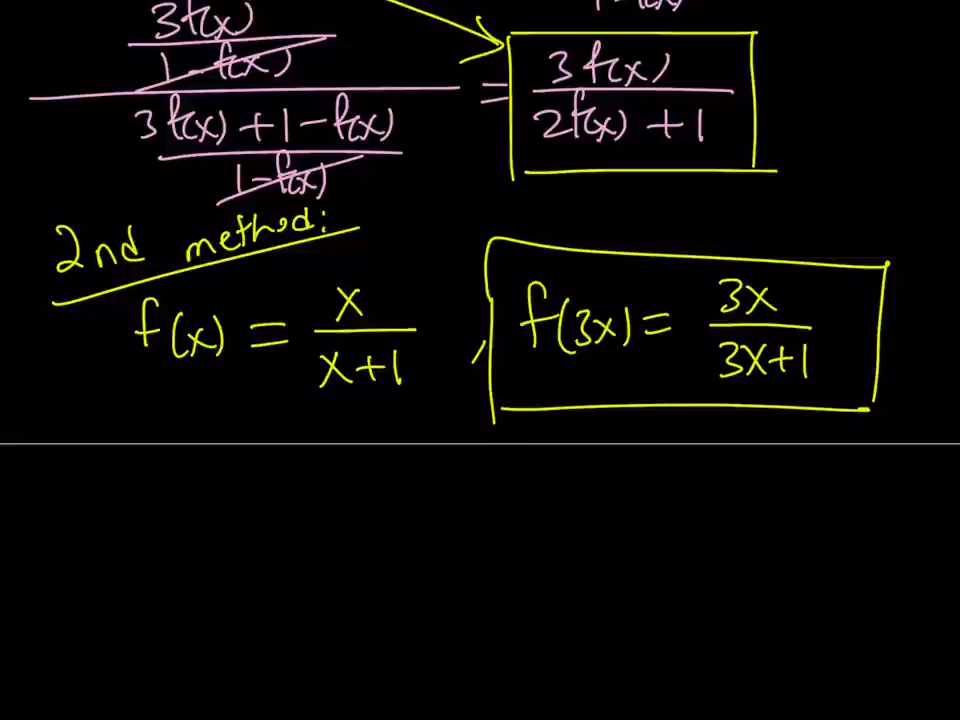 3f(x)
1 - f(x)
3f(x) + 1 - f(x)
1 - f(x)
= 3f(x) / 2f(x) + 1
2nd method:
f(x) = x / x+1 , f(3x) = 3x / 3x+1